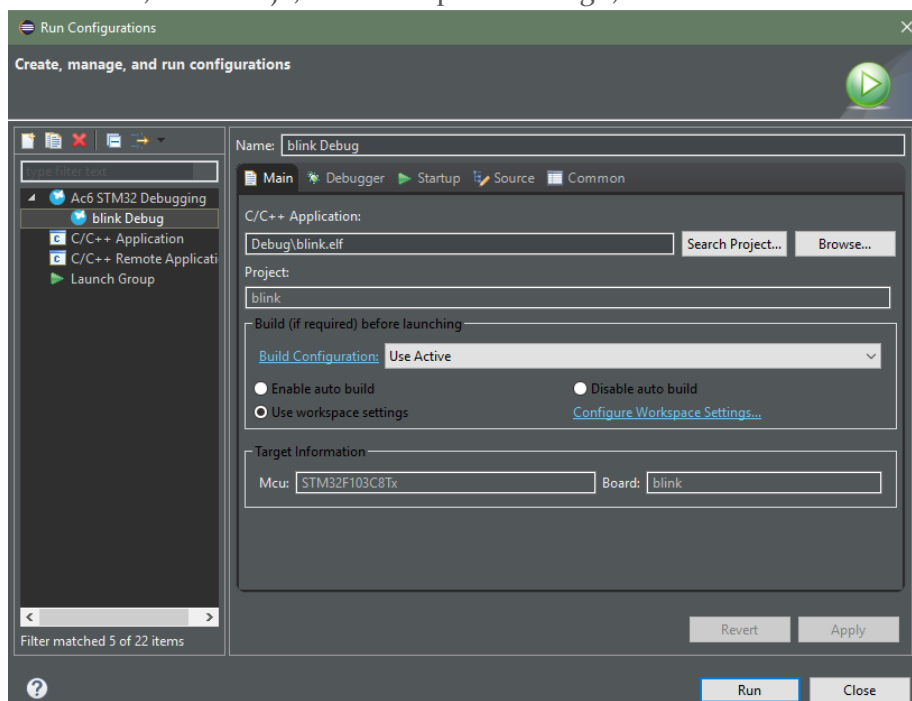 Run Configurations
Create, manage, and run configurations
type filter text
Ac6 STM32 Debugging
blink Debug
C/C++ Application
C/C++ Remote Applicati
Launch Group
Filter matched 5 of 22 items
Name: blink Debug
Main Debugger Startup Source Common
C/C++ Application:
Debug\blink.elf Search Project... Browse...
Project:
blink
Build (if required) before launching
Build Configuration: Use Active
Enable auto build Disable auto build
Use workspace settings Configure Workspace Settings...
Target Information
Mcu: STM32F103C8Tx Board: blink
Revert Apply
Run Close